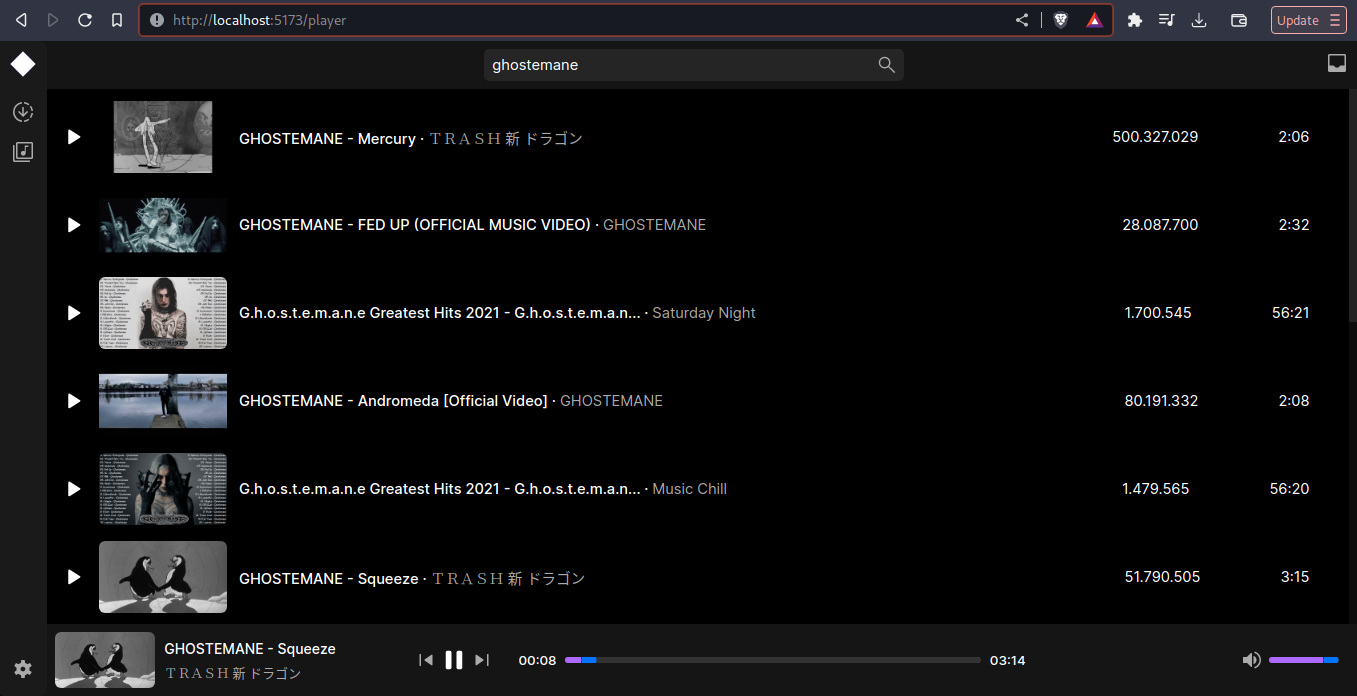 http://localhost:5173/player
Update
ghostemane
GHOSTEMANE - Mercury · ＴＲＡＳＨ 新 ドラゴン 500.327.029 2:06
GHOSTEMANE - FED UP (OFFICIAL MUSIC VIDEO) · GHOSTEMANE 28.087.700 2:32
G.h.o.s.t.e.m.a.n.e Greatest Hits 2021 - G.h.o.s.t.e.m.a.n... · Saturday Night 1.700.545 56:21
GHOSTEMANE - Andromeda [Official Video] · GHOSTEMANE 80.191.332 2:08
G.h.o.s.t.e.m.a.n.e Greatest Hits 2021 - G.h.o.s.t.e.m.a.n... · Music Chill 1.479.565 56:20
GHOSTEMANE - Squeeze · ＴＲＡＳＨ 新 ドラゴン 51.790.505 3:15
GHOSTEMANE - Squeeze
ＴＲＡＳＨ 新 ドラゴン
00:08 03:14